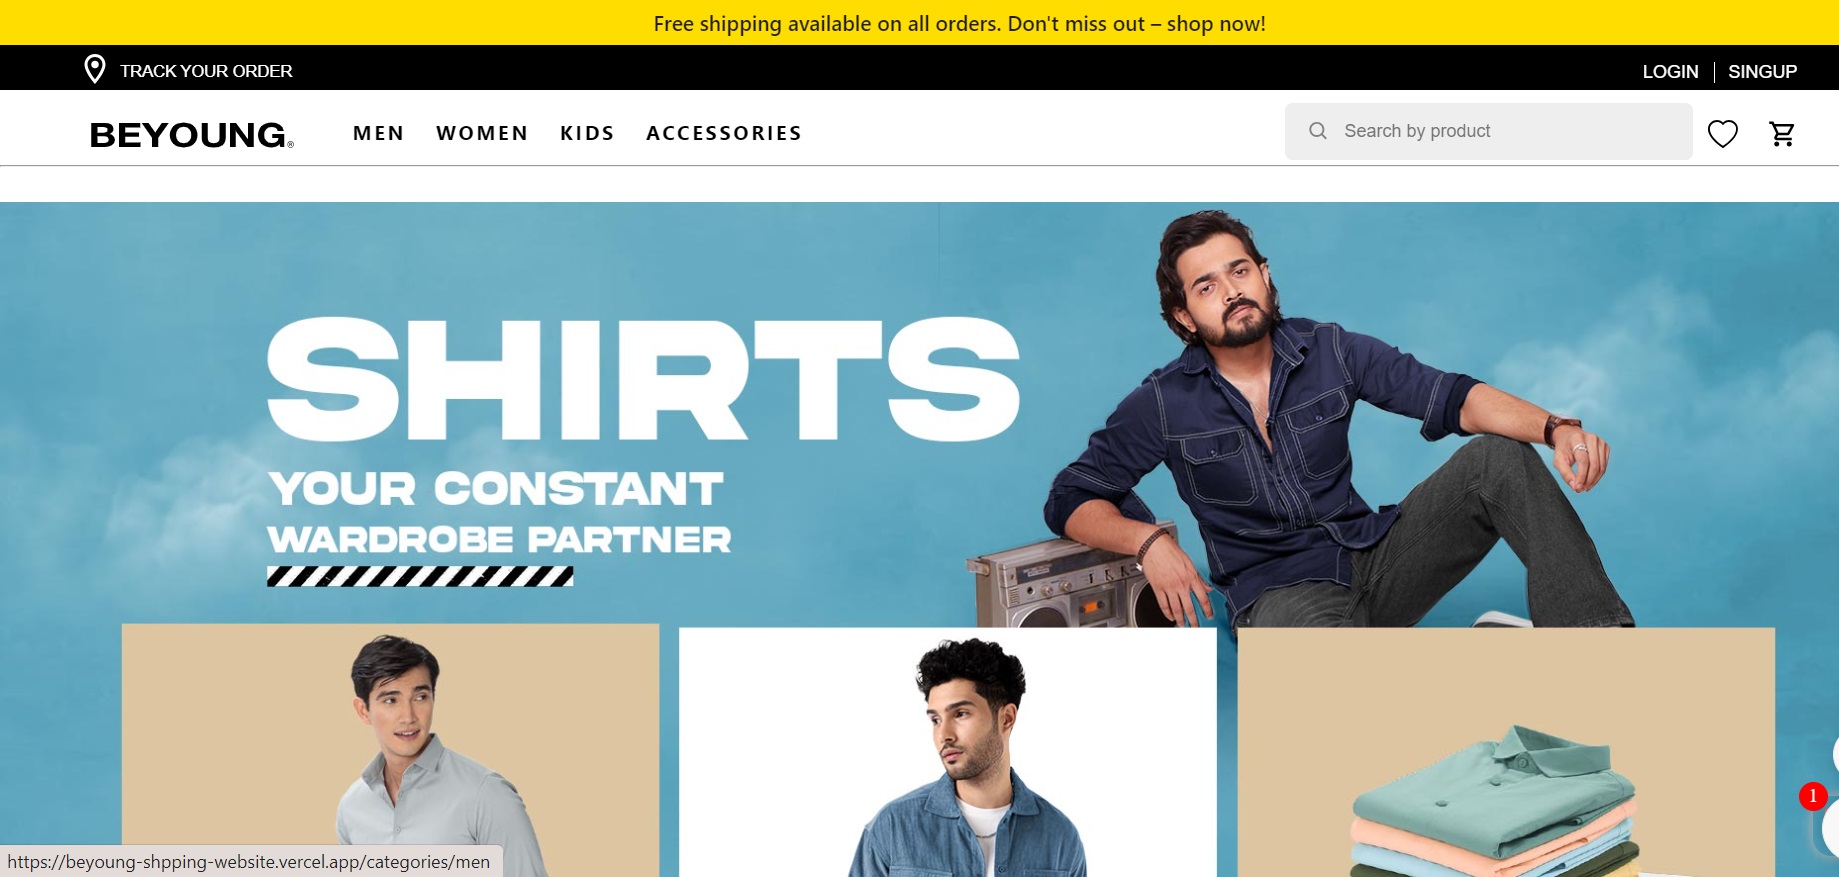 Free shipping available on all orders. Don't miss out – shop now!
TRACK YOUR ORDER
LOGIN | SINGUP
BEYOUNG®
MEN WOMEN KIDS ACCESSORIES
Search by product
SHIRTS
YOUR CONSTANT
WARDROBE PARTNER
1
https://beyoung-shpping-website.vercel.app/categories/men